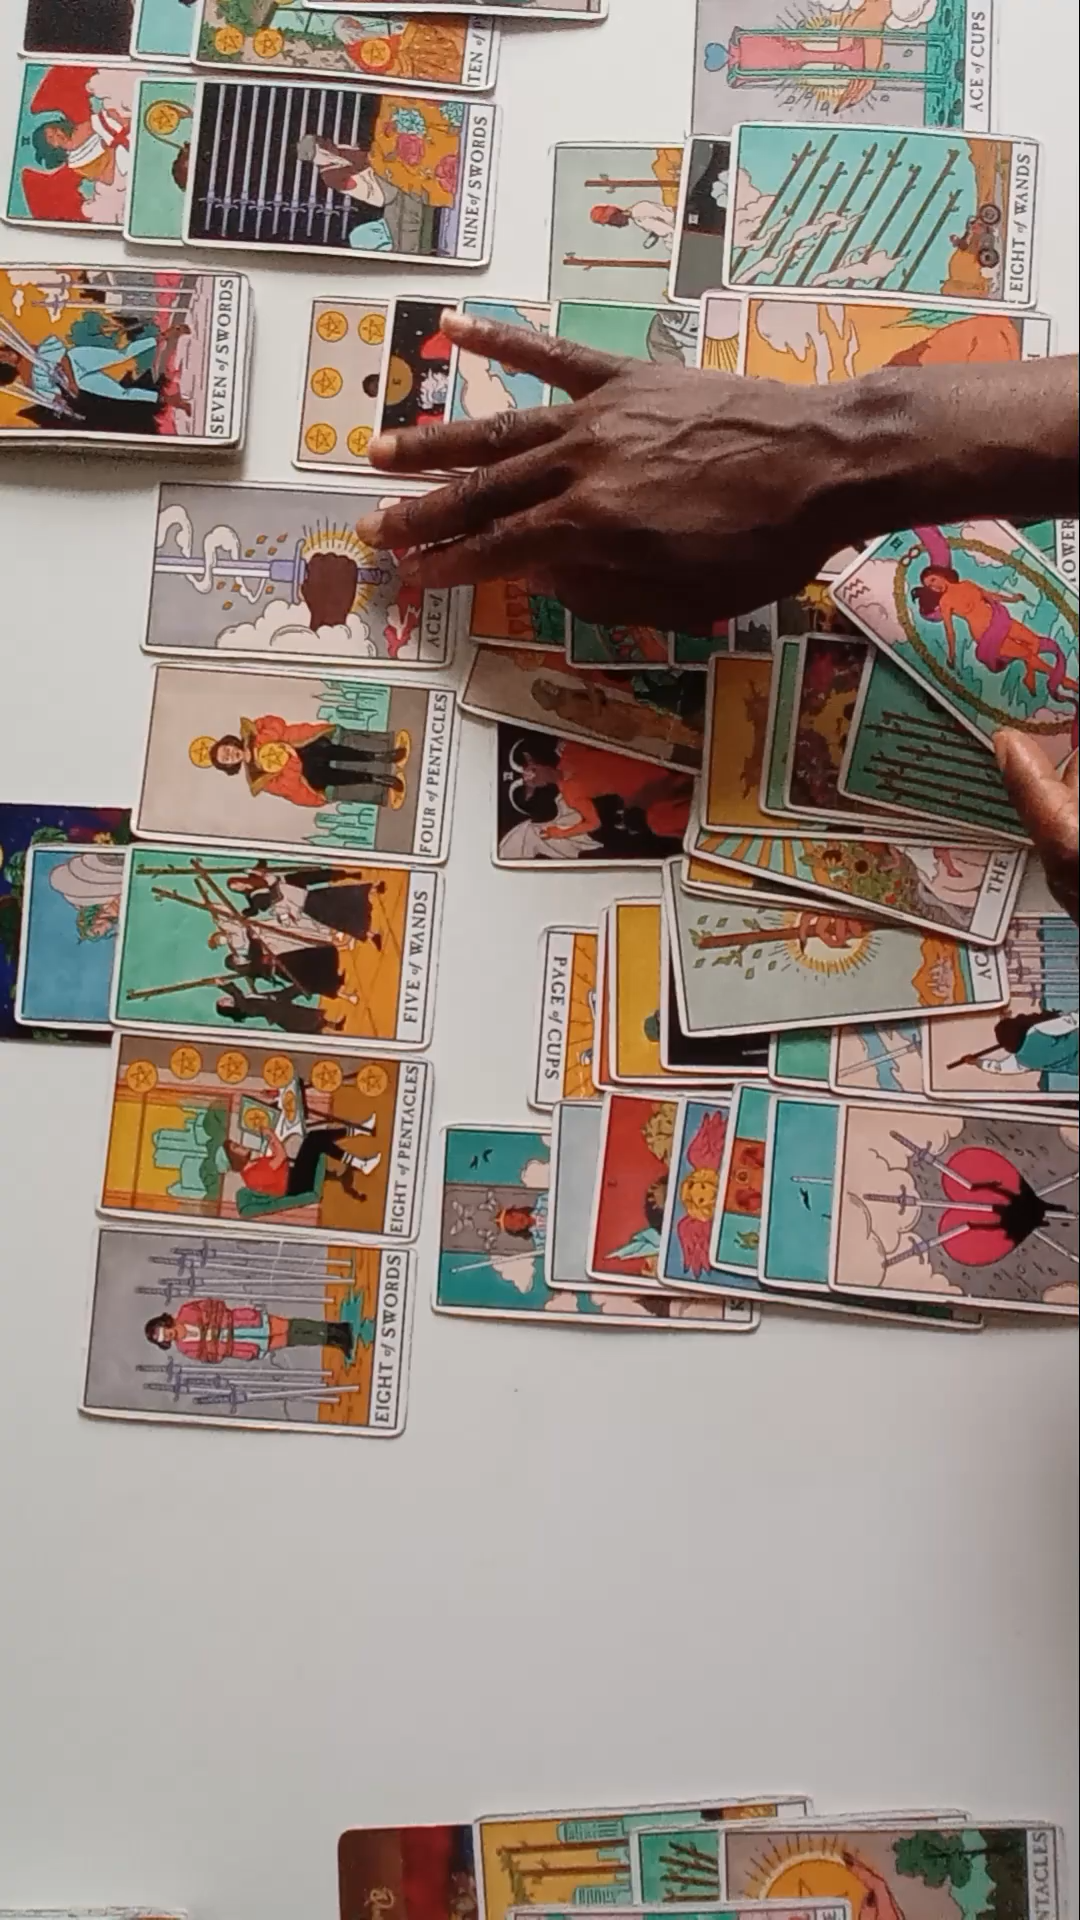 TEN of P
ACE of CUPS
NINE of SWORDS
EIGHT of WANDS
SEVEN of SWORDS
ACE of
FOUR of PENTACLES
THE
FIVE of WANDS
PAGE of CUPS
EIGHT of PENTACLES
EIGHT of SWORDS
TACLES